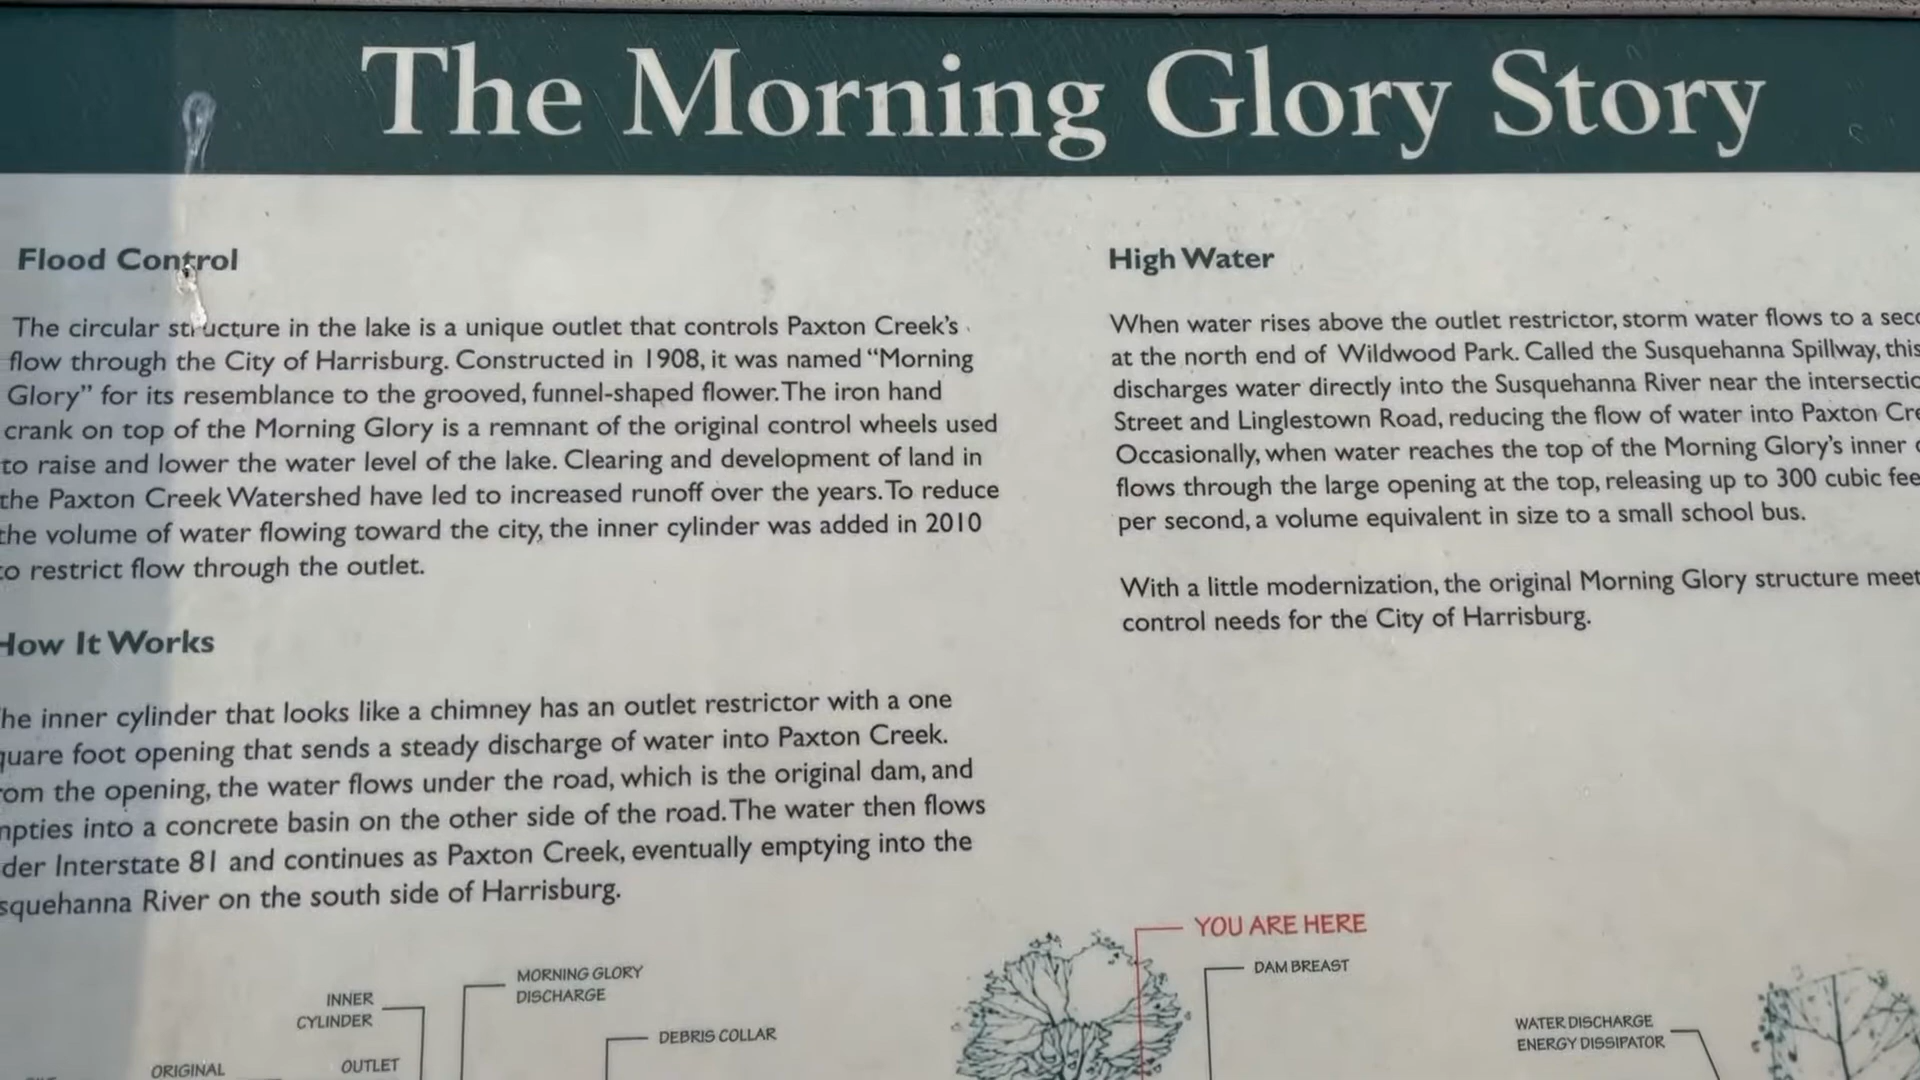 The Morning Glory Story
Flood Control
The circular structure in the lake is a unique outlet that controls Paxton Creek's
flow through the City of Harrisburg. Constructed in 1908, it was named “Morning
Glory” for its resemblance to the grooved, funnel-shaped flower. The iron hand
crank on top of the Morning Glory is a remnant of the original control wheels used
to raise and lower the water level of the lake. Clearing and development of land in
the Paxton Creek Watershed have led to increased runoff over the years. To reduce
the volume of water flowing toward the city, the inner cylinder was added in 2010
to restrict flow through the outlet.
How It Works
he inner cylinder that looks like a chimney has an outlet restrictor with a one
quare foot opening that sends a steady discharge of water into Paxton Creek.
om the opening, the water flows under the road, which is the original dam, and
mpties into a concrete basin on the other side of the road. The water then flows
der Interstate 81 and continues as Paxton Creek, eventually emptying into the
squehanna River on the south side of Harrisburg.
High Water
When water rises above the outlet restrictor, storm water flows to a sec
at the north end of Wildwood Park. Called the Susquehanna Spillway, this
discharges water directly into the Susquehanna River near the intersectio
Street and Linglestown Road, reducing the flow of water into Paxton Cre
Occasionally, when water reaches the top of the Morning Glory's inner
flows through the large opening at the top, releasing up to 300 cubic fee
per second, a volume equivalent in size to a small school bus.
With a little modernization, the original Morning Glory structure meet
control needs for the City of Harrisburg.
YOU ARE HERE
DAM BREAST
MORNING GLORY
DISCHARGE
INNER
CYLINDER
DEBRIS COLLAR
WATER DISCHARGE
ENERGY DISSIPATOR
OUTLET
ORIGINAL